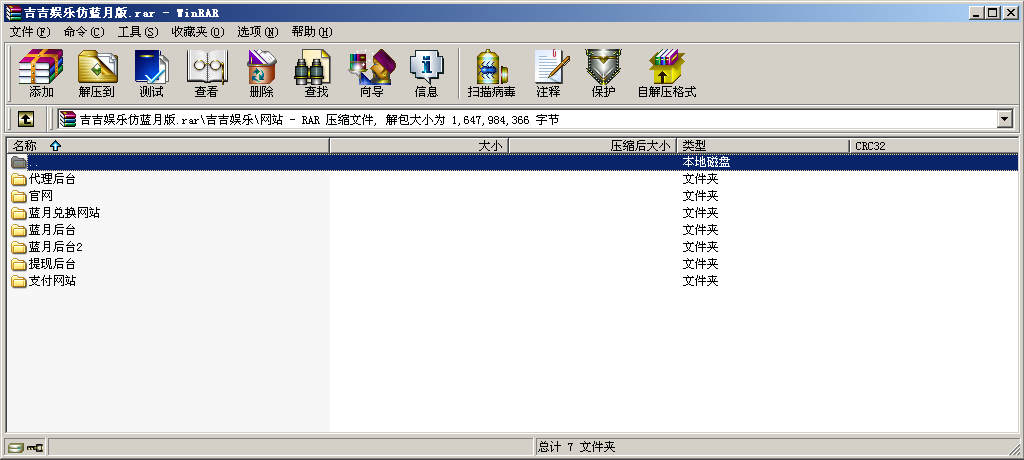 吉吉娱乐仿蓝月版.rar - WinRAR
文件(F) 命令(C) 工具(S) 收藏夹(O) 选项(N) 帮助(H)
添加 解压到 测试 查看 删除 查找 向导 信息 扫描病毒 注释 保护 自解压格式
吉吉娱乐仿蓝月版.rar\吉吉娱乐\网站 - RAR 压缩文件, 解包大小为 1,647,984,366 字节
名称 大小 压缩后大小 类型 CRC32
.. 本地磁盘
代理后台 文件夹
官网 文件夹
蓝月兑换网站 文件夹
蓝月后台 文件夹
蓝月后台2 文件夹
提现后台 文件夹
支付网站 文件夹
总计 7 文件夹